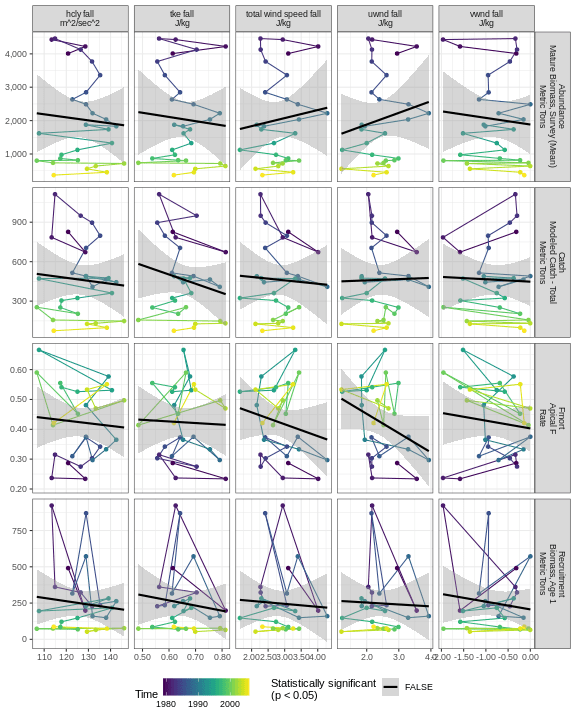 hcly fall
m^2/sec^2
tke fall
J/kg
total wind speed fall
J/kg
uwnd fall
J/kg
vwnd fall
J/kg
4,000
3,000
2,000
1,000
Abundance
Mature Biomass, Survey (Mean)
Metric Tons
900
600
300
Catch
Modeled Catch - Total
Metric Tons
0.60
0.50
0.40
0.30
0.20
Fmort
Apical F
Rate
750
500
250
0
Recruitment
Biomass, Age 1
Metric Tons
110 120 130 140
0.50 0.60 0.70 0.80
2.00 2.50 3.00 3.50 4.00
2.0 3.0 4.0
-2.00 -1.50 -1.00 -0.50 0.00
Time
1980 1990 2000
Statistically significant
(p < 0.05)
FALSE